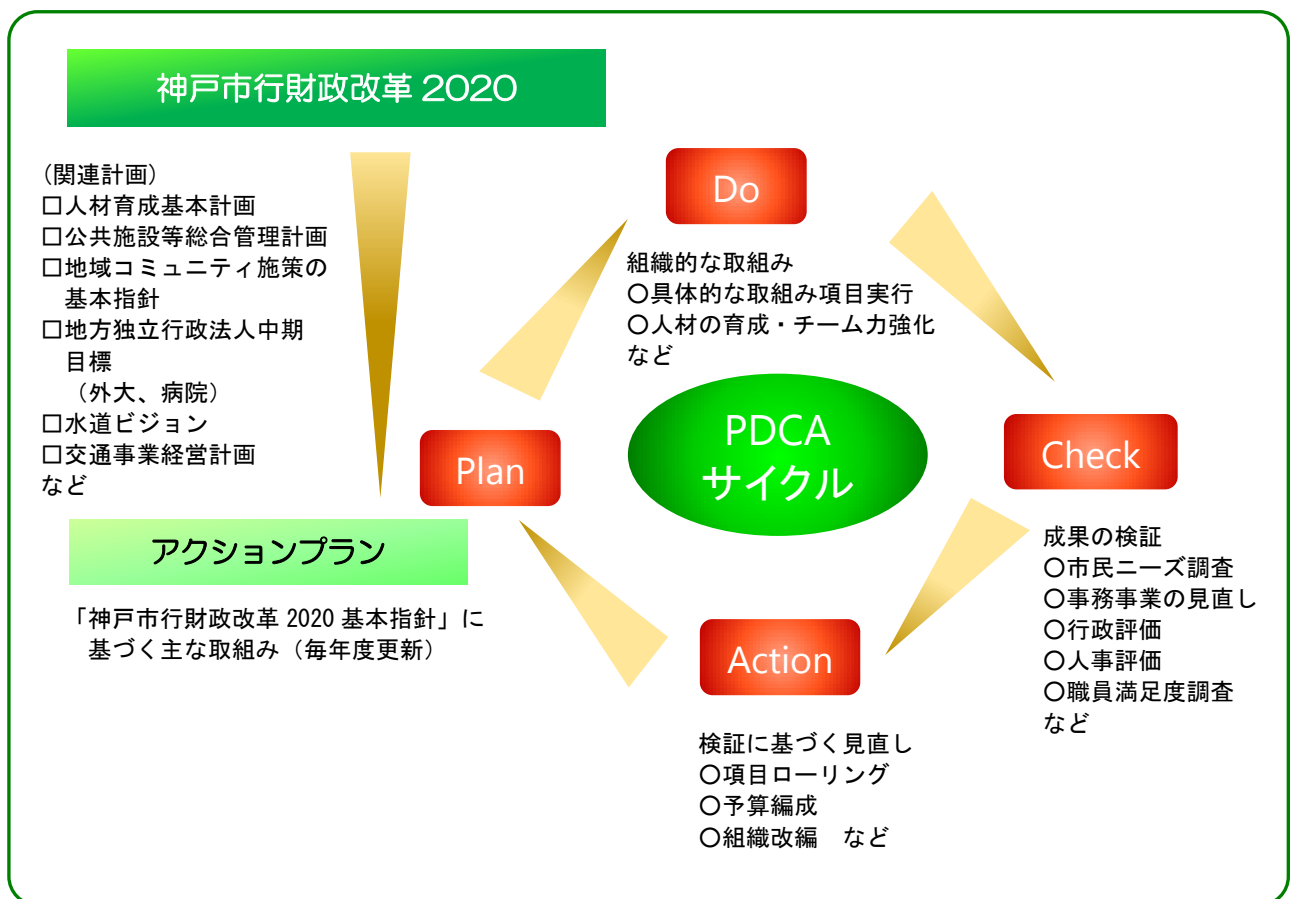 神戸市行財政改革 2020
(関連計画)
□人材育成基本計画
□公共施設等総合管理計画
□地域コミュニティ施策の
基本指針
□地方独立行政法人中期
目標
（外大、病院）
□水道ビジョン
□交通事業経営計画
など
アクションプラン
「神戸市行財政改革 2020 基本指針」に
基づく主な取組み（毎年度更新）
Plan
Do
組織的な取組み
〇具体的な取組み項目実行
〇人材の育成・チーム力強化
など
PDCA
サイクル
Check
成果の検証
〇市民ニーズ調査
〇事務事業の見直し
〇行政評価
〇人事評価
〇職員満足度調査
など
Action
検証に基づく見直し
〇項目ローリング
〇予算編成
〇組織改編　など